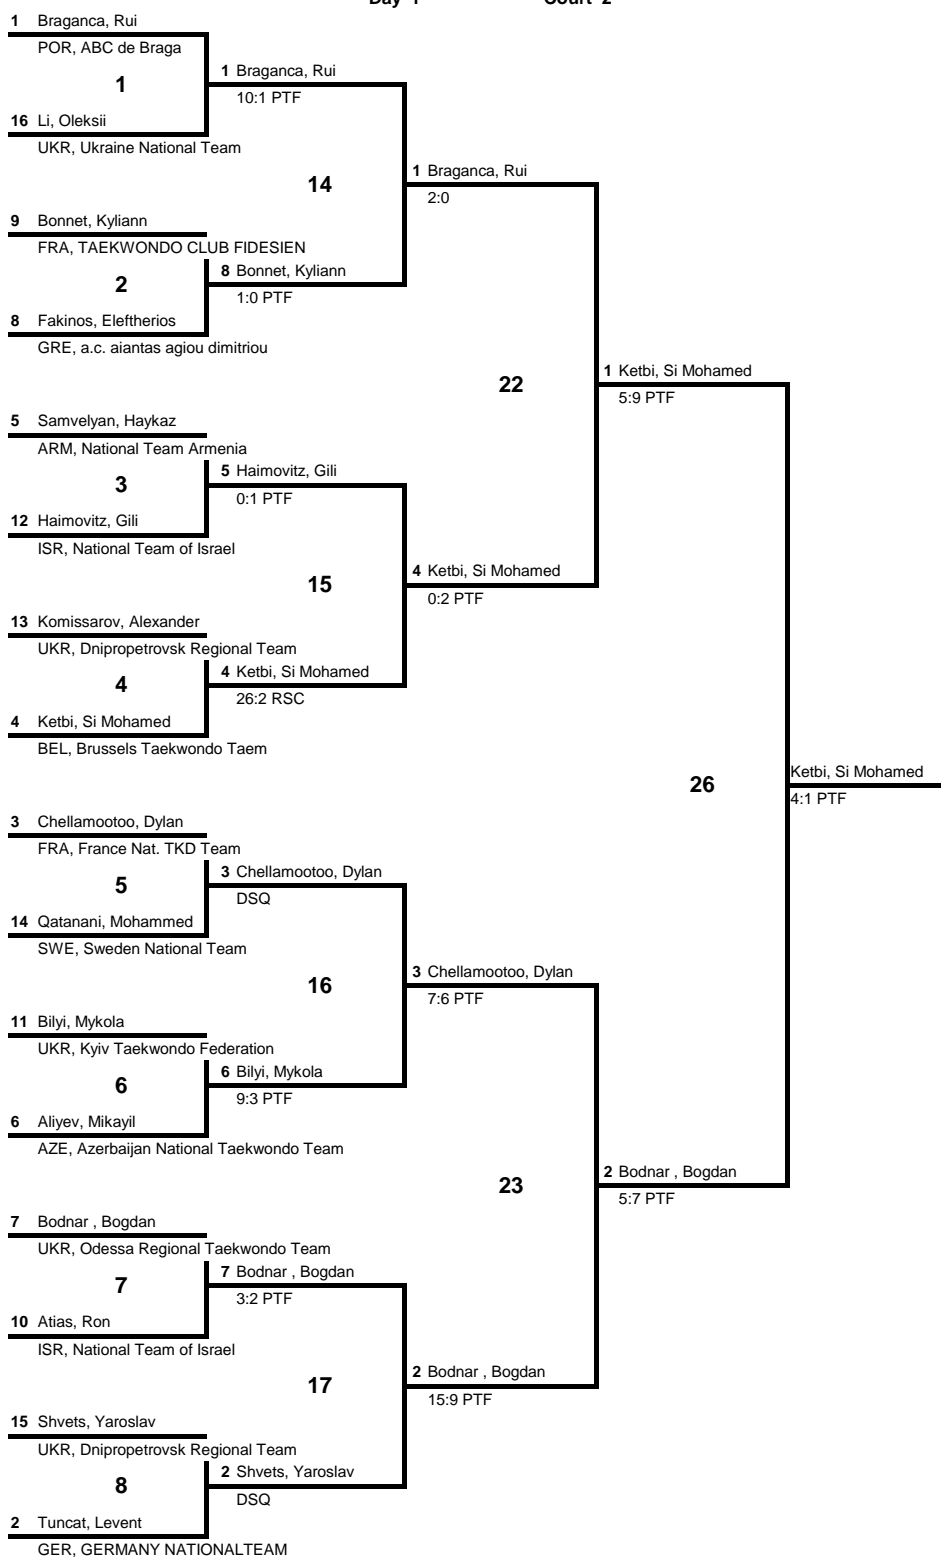 Day 1 Court 2
1 Braganca, Rui
POR, ABC de Braga
1
1 Braganca, Rui
10:1 PTF
16 Li, Oleksii
UKR, Ukraine National Team
14
1 Braganca, Rui
2:0
9 Bonnet, Kyliann
FRA, TAEKWONDO CLUB FIDESIEN
2
8 Bonnet, Kyliann
1:0 PTF
8 Fakinos, Eleftherios
GRE, a.c. aiantas agiou dimitriou
22
1 Ketbi, Si Mohamed
5:9 PTF
5 Samvelyan, Haykaz
ARM, National Team Armenia
3
5 Haimovitz, Gili
0:1 PTF
12 Haimovitz, Gili
ISR, National Team of Israel
15
4 Ketbi, Si Mohamed
0:2 PTF
13 Komissarov, Alexander
UKR, Dnipropetrovsk Regional Team
4
4 Ketbi, Si Mohamed
26:2 RSC
4 Ketbi, Si Mohamed
BEL, Brussels Taekwondo Taem
26
Ketbi, Si Mohamed
4:1 PTF
3 Chellamootoo, Dylan
FRA, France Nat. TKD Team
5
3 Chellamootoo, Dylan
DSQ
14 Qatanani, Mohammed
SWE, Sweden National Team
16
3 Chellamootoo, Dylan
7:6 PTF
11 Bilyi, Mykola
UKR, Kyiv Taekwondo Federation
6
6 Bilyi, Mykola
9:3 PTF
6 Aliyev, Mikayil
AZE, Azerbaijan National Taekwondo Team
23
2 Bodnar , Bogdan
5:7 PTF
7 Bodnar , Bogdan
UKR, Odessa Regional Taekwondo Team
7
7 Bodnar , Bogdan
3:2 PTF
10 Atias, Ron
ISR, National Team of Israel
17
2 Bodnar , Bogdan
15:9 PTF
15 Shvets, Yaroslav
UKR, Dnipropetrovsk Regional Team
8
2 Shvets, Yaroslav
DSQ
2 Tuncat, Levent
GER, GERMANY NATIONALTEAM